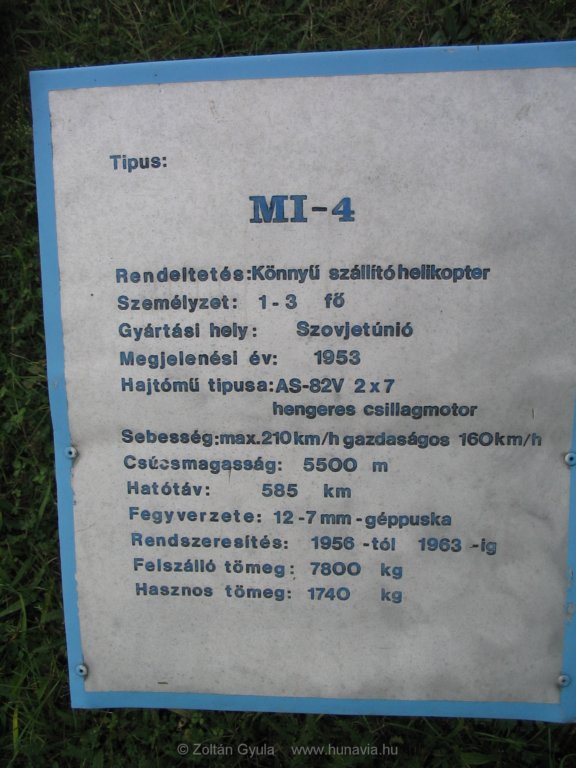 Tipus:
MI-4
Rendeltetés: Könnyű szállító helikopter
Személyzet: 1-3 fő
Gyártási hely: Szovjetúnió
Megjelenési év: 1953
Hajtómű tipusa: AS-82V 2x7
hengeres csillagmotor
Sebesség: max. 210km/h gazdaságos 160km/h
Csúcsmagasság: 5500 m
Hatótáv: 585 km
Fegyverzete: 12-7mm-géppuska
Rendszeresítés: 1956-tól 1963-ig
Felszálló tömeg: 7800 kg
Hasznos tömeg: 1740 kg
© Zoltán Gyula www.hunavia.hu